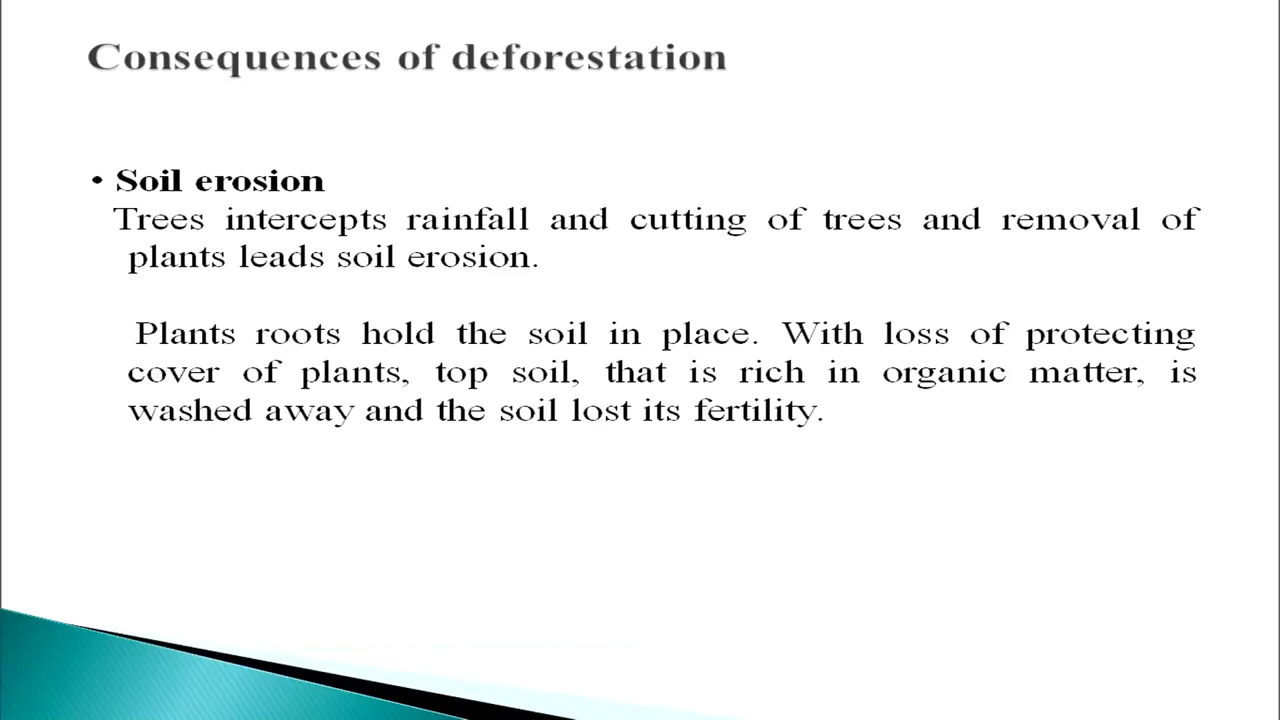 Consequences of deforestation
• Soil erosion
Trees intercepts rainfall and cutting of trees and removal of
plants leads soil erosion.
Plants roots hold the soil in place. With loss of protecting
cover of plants, top soil, that is rich in organic matter, is
washed away and the soil lost its fertility.